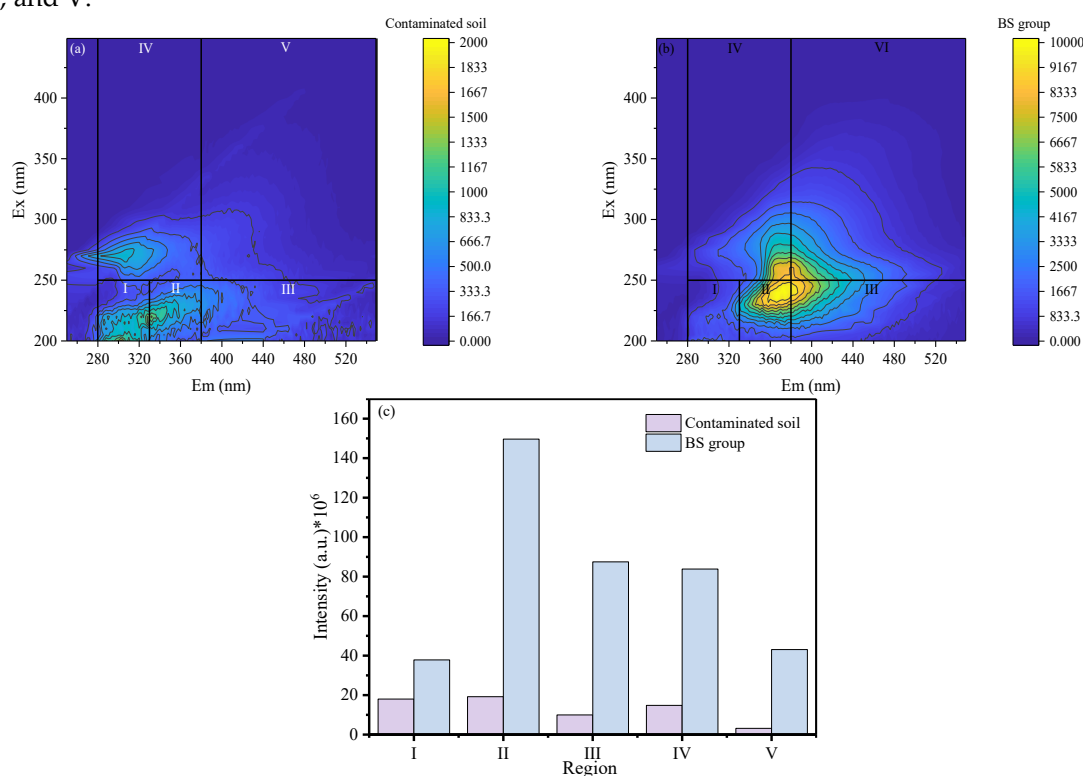 , and V.
Contaminated soil
(a)
IV
V
I
II
III
400
350
300
250
200
Ex (nm)
280 320 360 400 440 480 520
Em (nm)
2000
1833
1667
1500
1333
1167
1000
833.3
666.7
500.0
333.3
166.7
0.000
BS group
(b)
IV
VI
I
II
III
400
350
300
250
200
Ex (nm)
280 320 360 400 440 480 520
Em (nm)
10000
9167
8333
7500
6667
5833
5000
4167
3333
2500
1667
833.3
0.000
(c)
Contaminated soil
BS group
160
140
120
100
80
60
40
20
0
Intensity (a.u.)*10⁶
I II III IV V
Region